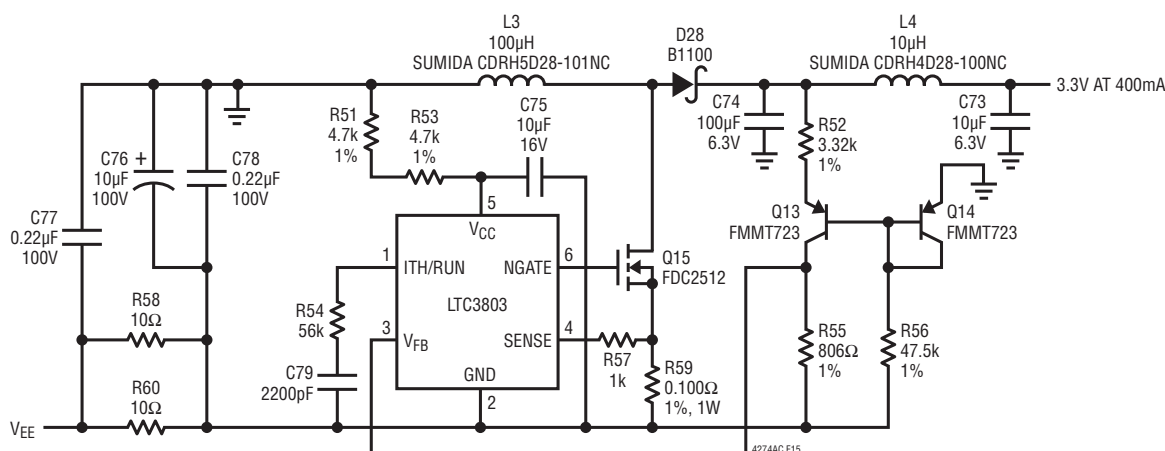 L3
100µH
SUMIDA CDRH5D28-101NC
D28
B1100
L4
10µH
SUMIDA CDRH4D28-100NC
3.3V AT 400mA
R51
4.7k
1%
R53
4.7k
1%
C75
10µF
16V
C74
100µF
6.3V
R52
3.32k
1%
C73
10µF
6.3V
C76
10µF
100V
+
C78
0.22µF
100V
C77
0.22µF
100V
5
VCC
Q13
FMMT723
Q14
FMMT723
1
ITH/RUN
NGATE
6
Q15
FDC2512
LTC3803
R54
56k
3
VFB
SENSE
4
R58
10Ω
R57
1k
R55
806Ω
1%
R56
47.5k
1%
C79
2200pF
GND
2
R59
0.100Ω
1%, 1W
R60
10Ω
VEE
4274AC F15